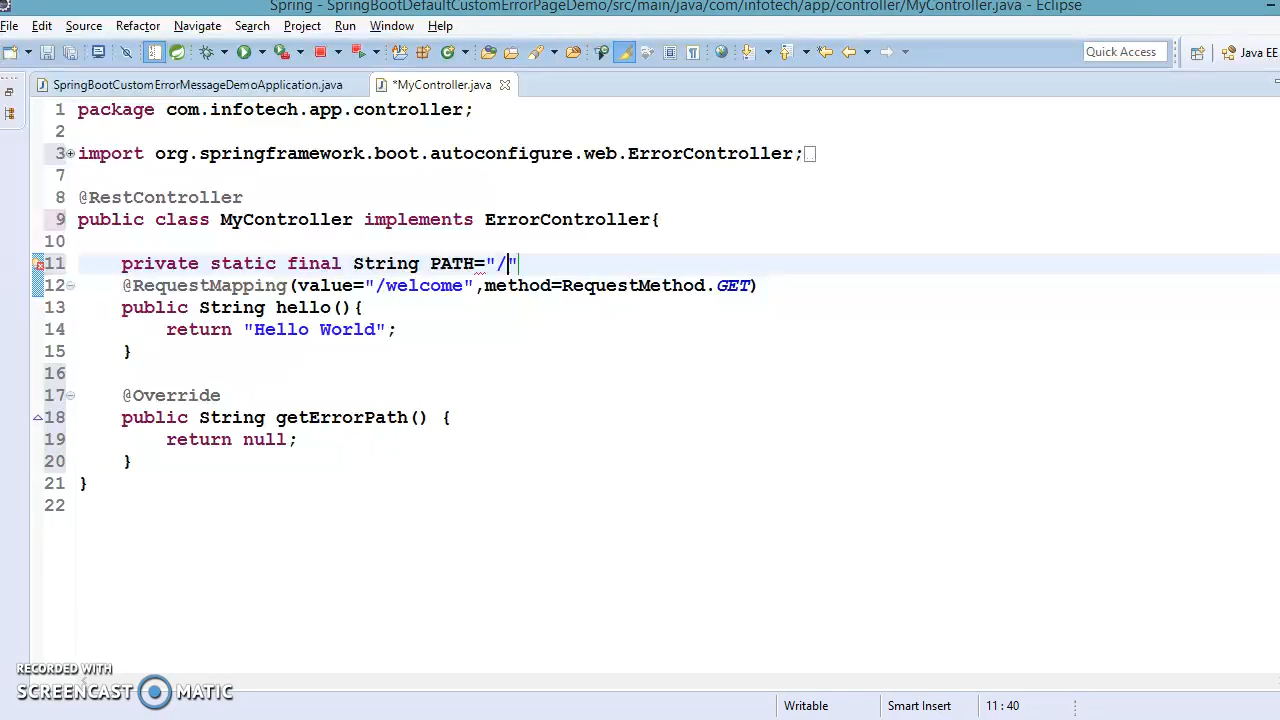 Spring - SpringBootDefaultCustomErrorPageDemo/src/main/java/com/infotech/app/controller/MyController.java - Eclipse
File Edit Source Refactor Navigate Search Project Run Window Help
Quick Access
Java EE
SpringBootCustomErrorMessageDemoApplication.java
*MyController.java
1 package com.infotech.app.controller;
2
3 import org.springframework.boot.autoconfigure.web.ErrorController;
7
8 @RestController
9 public class MyController implements ErrorController{
10
11 private static final String PATH="/"
12 @RequestMapping(value="/welcome",method=RequestMethod.GET)
13 public String hello(){
14 return "Hello World";
15 }
16
17 @Override
18 public String getErrorPath() {
19 return null;
20 }
21 }
22
RECORDED WITH
SCREENCAST MATIC
Writable
Smart Insert
11 : 40